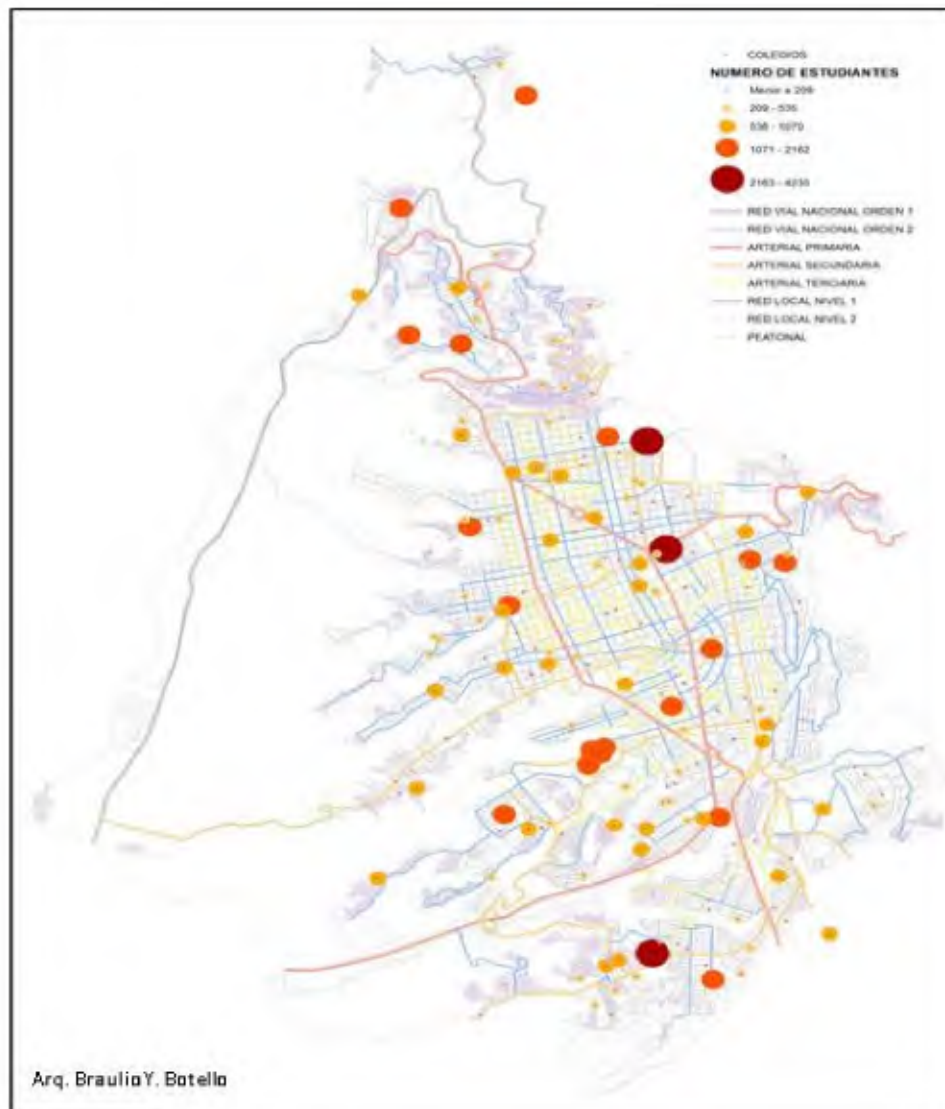 COLEGIOS
NUMERO DE ESTUDIANTES
Menor a 209
209 - 535
536 - 1070
1071 - 2162
2163 - 4235
RED VIAL NACIONAL ORDEN 1
RED VIAL NACIONAL ORDEN 2
ARTERIAL PRIMARIA
ARTERIAL SECUNDARIA
ARTERIAL TERCIARIA
RED LOCAL NIVEL 1
RED LOCAL NIVEL 2
PEATONAL
Arq. Braulio Y. Botello